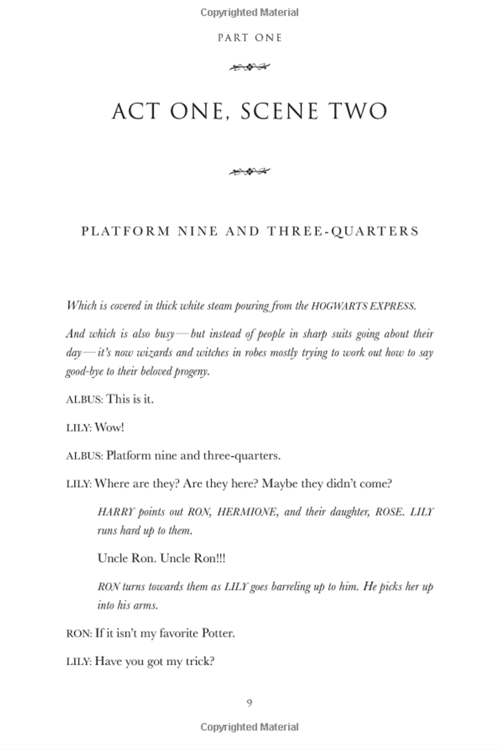 Copyrighted Material
PART ONE
ACT ONE, SCENE TWO
PLATFORM NINE AND THREE-QUARTERS
Which is covered in thick white steam pouring from the HOGWARTS EXPRESS.
And which is also busy—but instead of people in sharp suits going about their
day—it's now wizards and witches in robes mostly trying to work out how to say
good-bye to their beloved progeny.
ALBUS: This is it.
LILY: Wow!
ALBUS: Platform nine and three-quarters.
LILY: Where are they? Are they here? Maybe they didn't come?
HARRY points out RON, HERMIONE, and their daughter, ROSE. LILY
runs hard up to them.
Uncle Ron. Uncle Ron!!!
RON turns towards them as LILY goes barreling up to him. He picks her up
into his arms.
RON: If it isn't my favorite Potter.
LILY: Have you got my trick?
9
Copyrighted Material